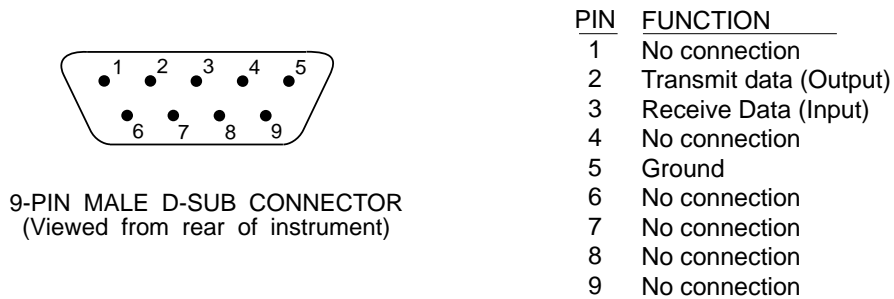 PIN FUNCTION
1 No connection
2 Transmit data (Output)
3 Receive Data (Input)
4 No connection
5 Ground
6 No connection
7 No connection
8 No connection
9 No connection
1 2 3 4 5
6 7 8 9
9-PIN MALE D-SUB CONNECTOR
(Viewed from rear of instrument)